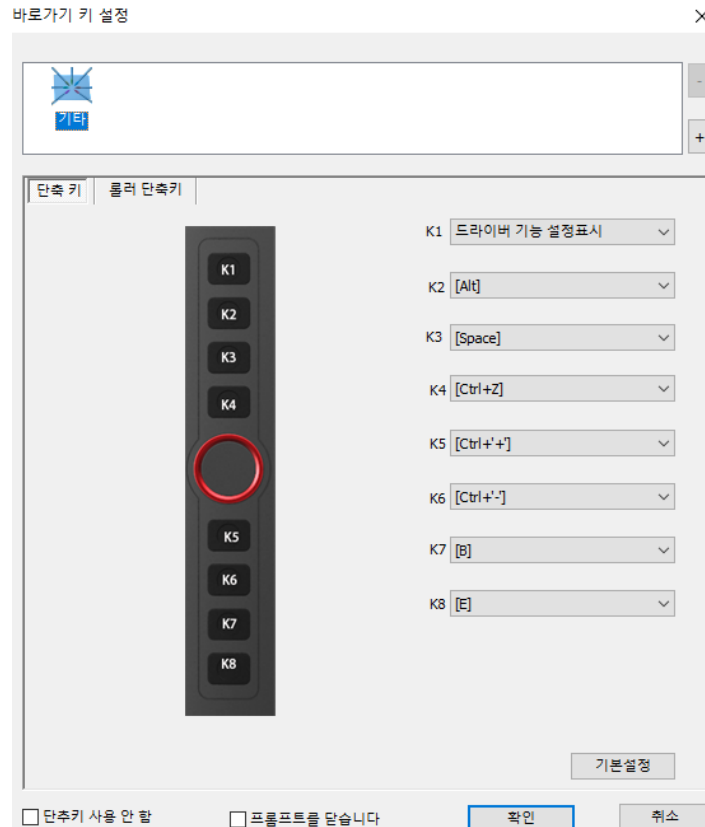 바로가기 키 설정
기타
-
+
단축 키
롤러 단축키
K1
K2
K3
K4
K5
K6
K7
K8
K1 드라이버 기능 설정표시
K2 [Alt]
K3 [Space]
K4 [Ctrl+Z]
K5 [Ctrl+'+']
K6 [Ctrl+'-']
K7 [B]
K8 [E]
기본설정
단추키 사용 안 함
프롬프트를 닫습니다
확인
취소